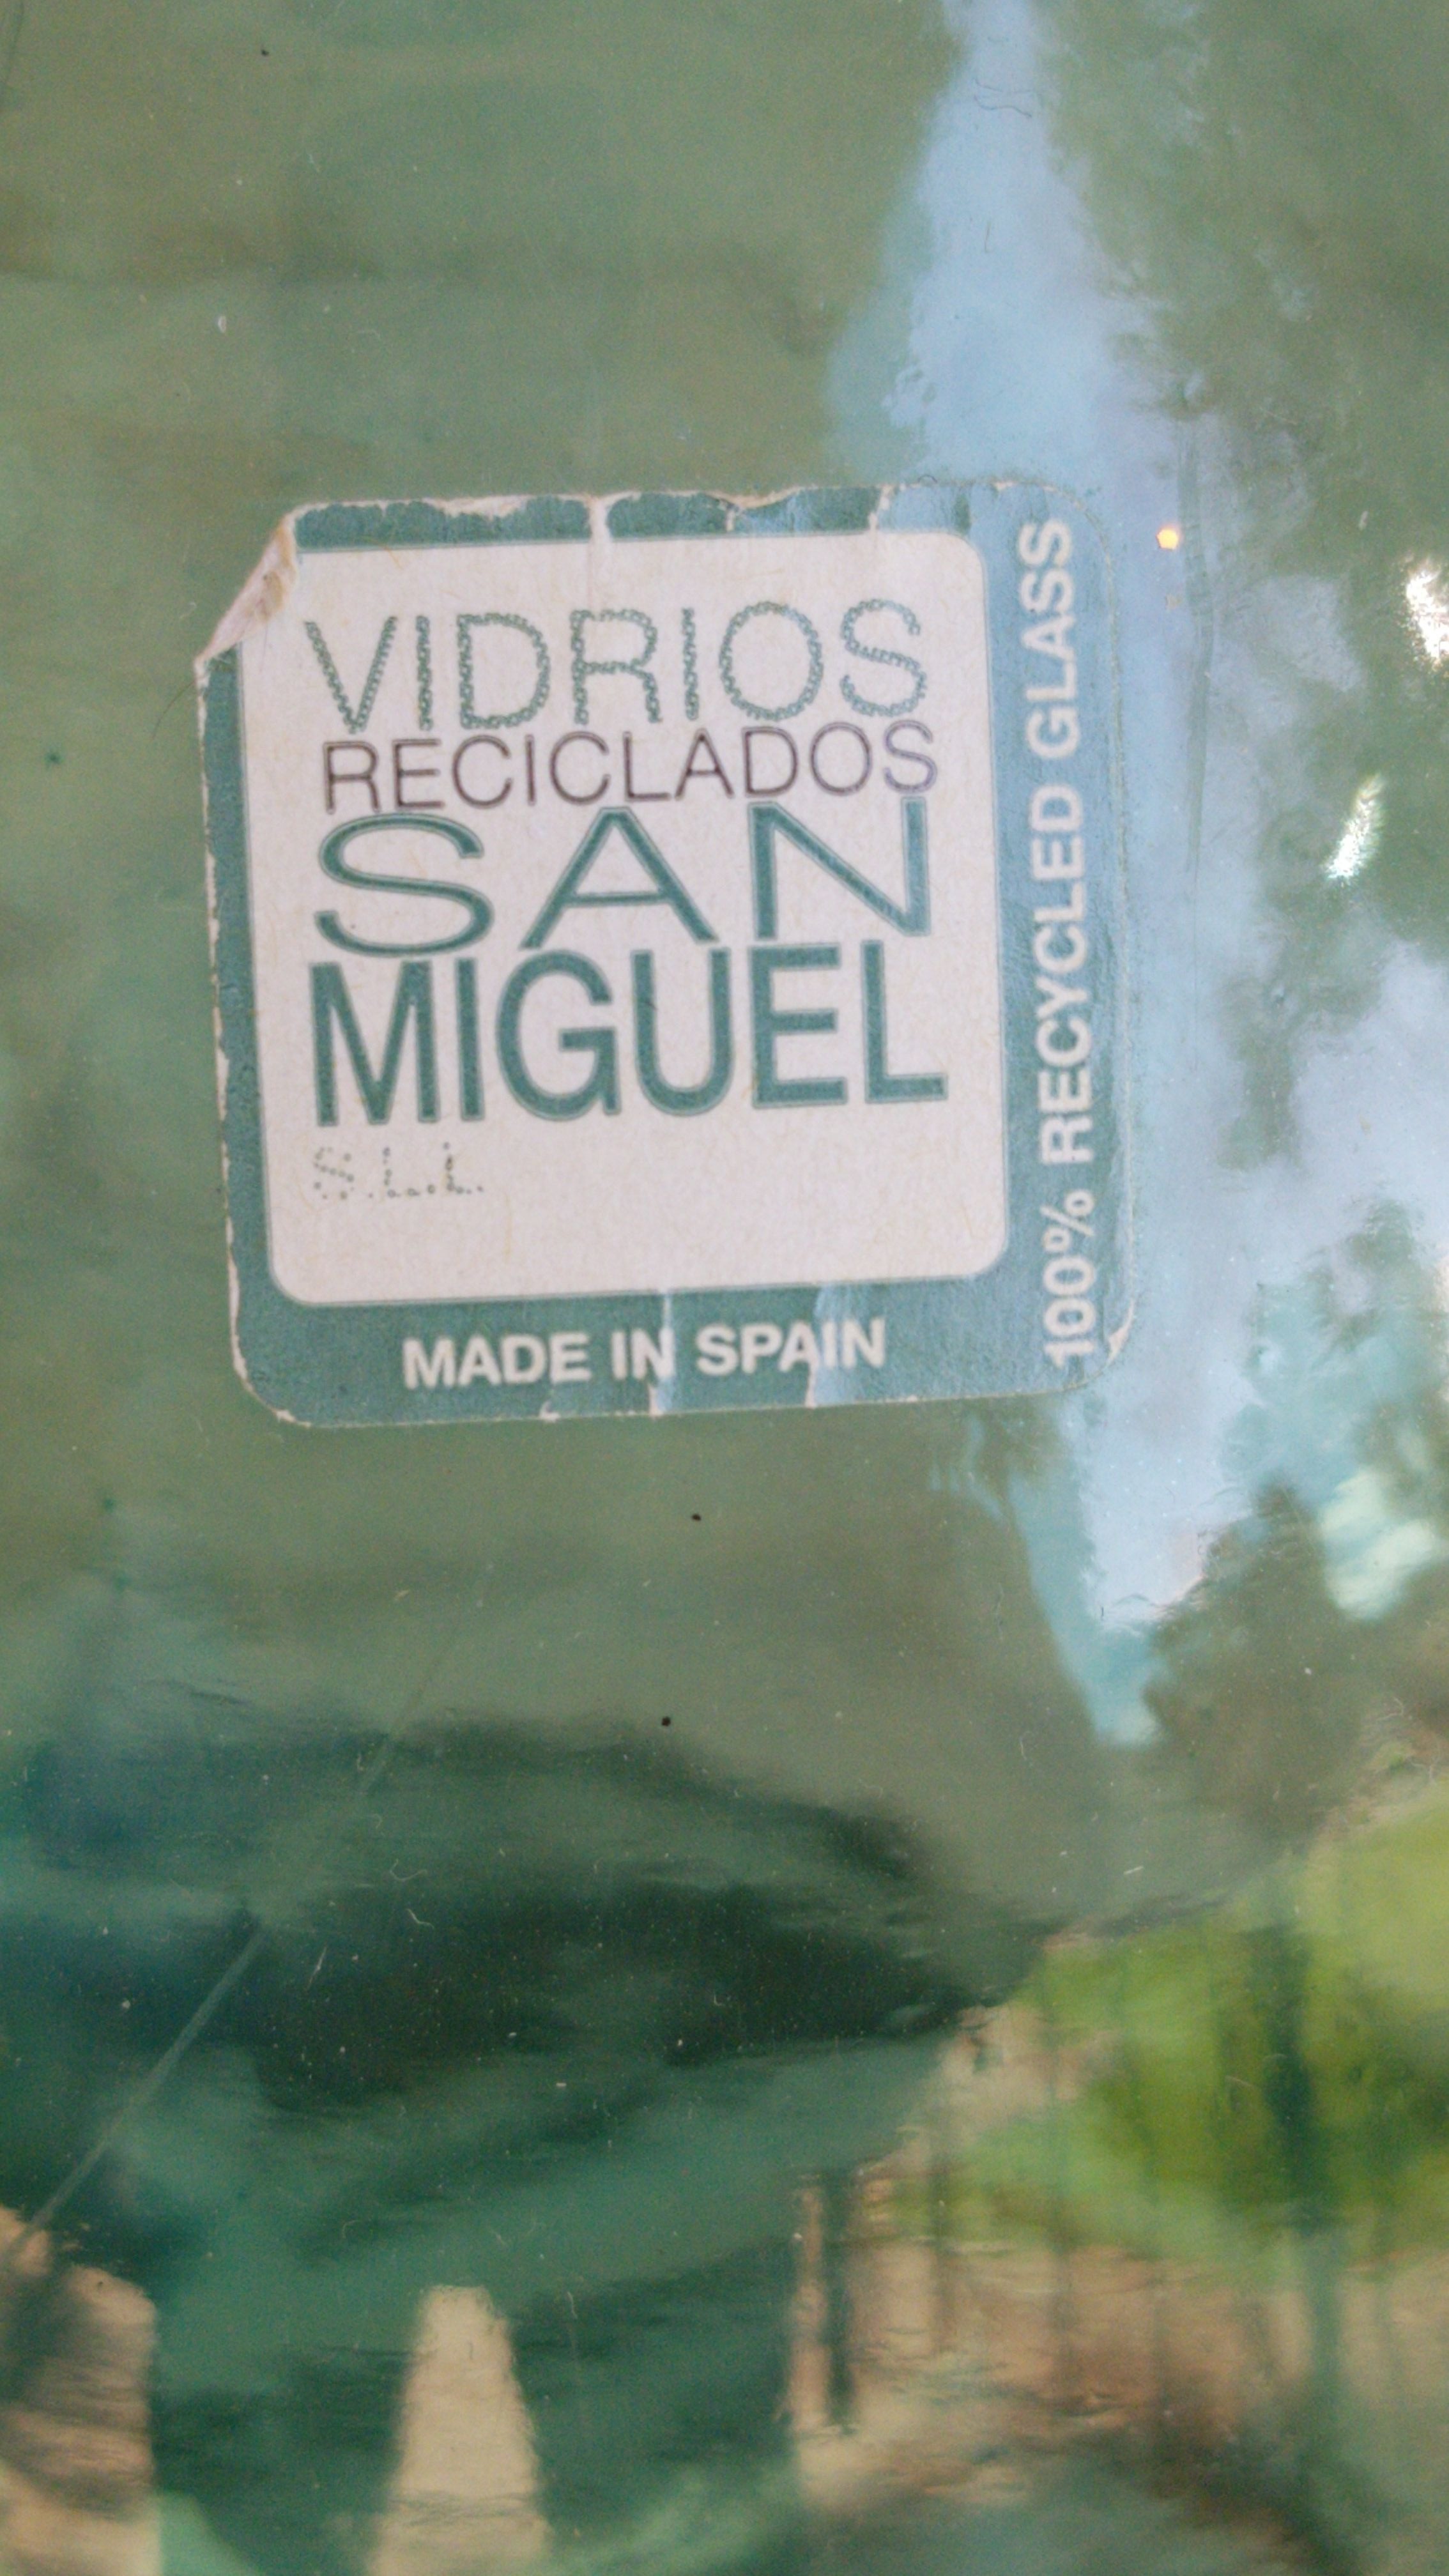 VIDRIOS
RECICLADOS
SAN
MIGUEL
S.L.L.
MADE IN SPAIN
100% RECYCLED GLASS